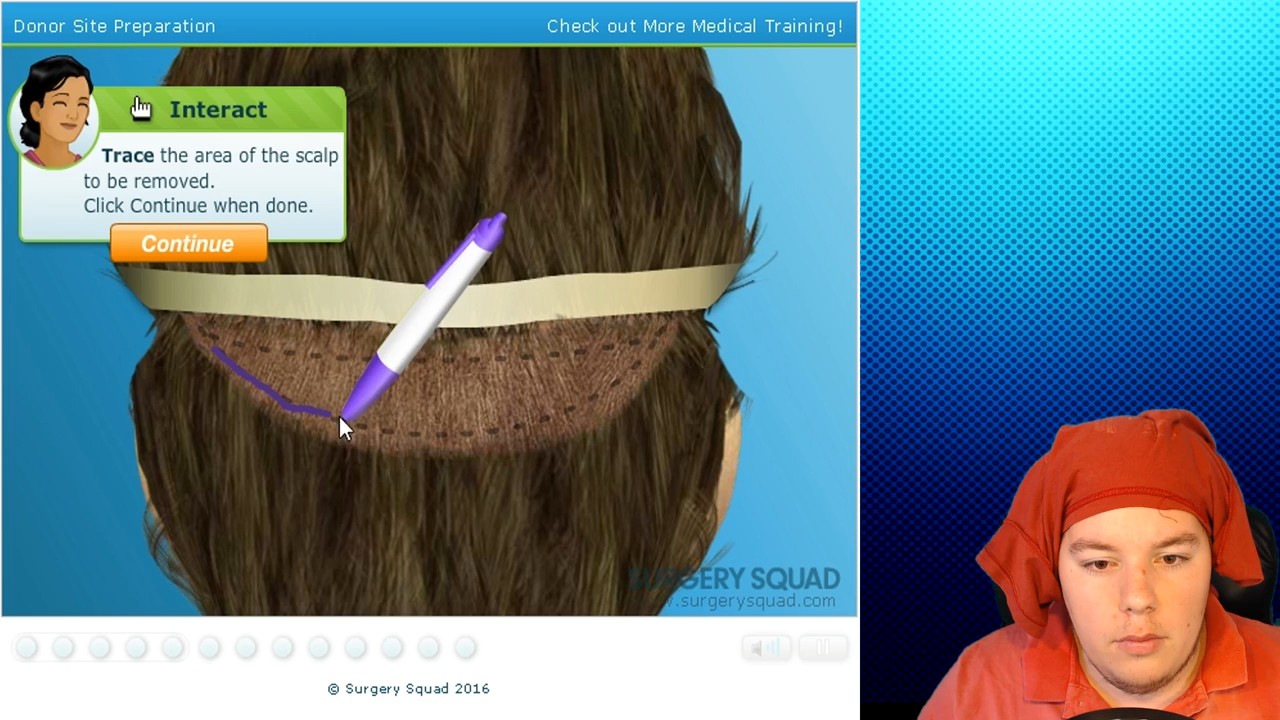 Donor Site Preparation
Check out More Medical Training!
Interact
Trace the area of the scalp
to be removed.
Click Continue when done.
Continue
SURGERY SQUAD
.surgerysquad.com
© Surgery Squad 2016